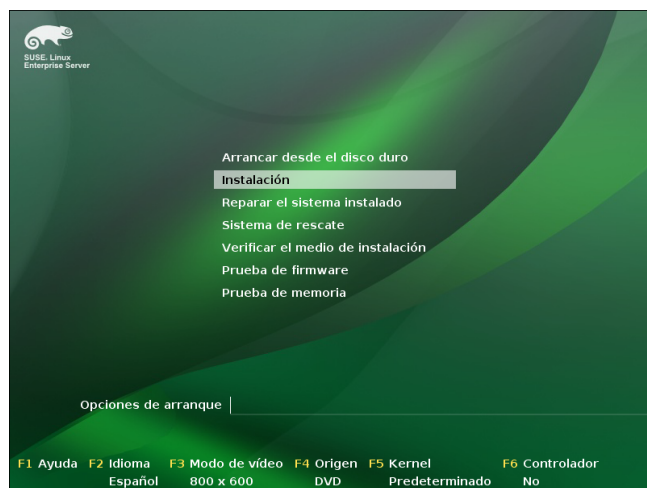 SUSE. Linux
Enterprise Server
Arrancar desde el disco duro
Instalación
Reparar el sistema instalado
Sistema de rescate
Verificar el medio de instalación
Prueba de firmware
Prueba de memoria
Opciones de arranque
F1 Ayuda F2 Idioma F3 Modo de vídeo F4 Origen F5 Kernel F6 Controlador
Español 800 x 600 DVD Predeterminado No